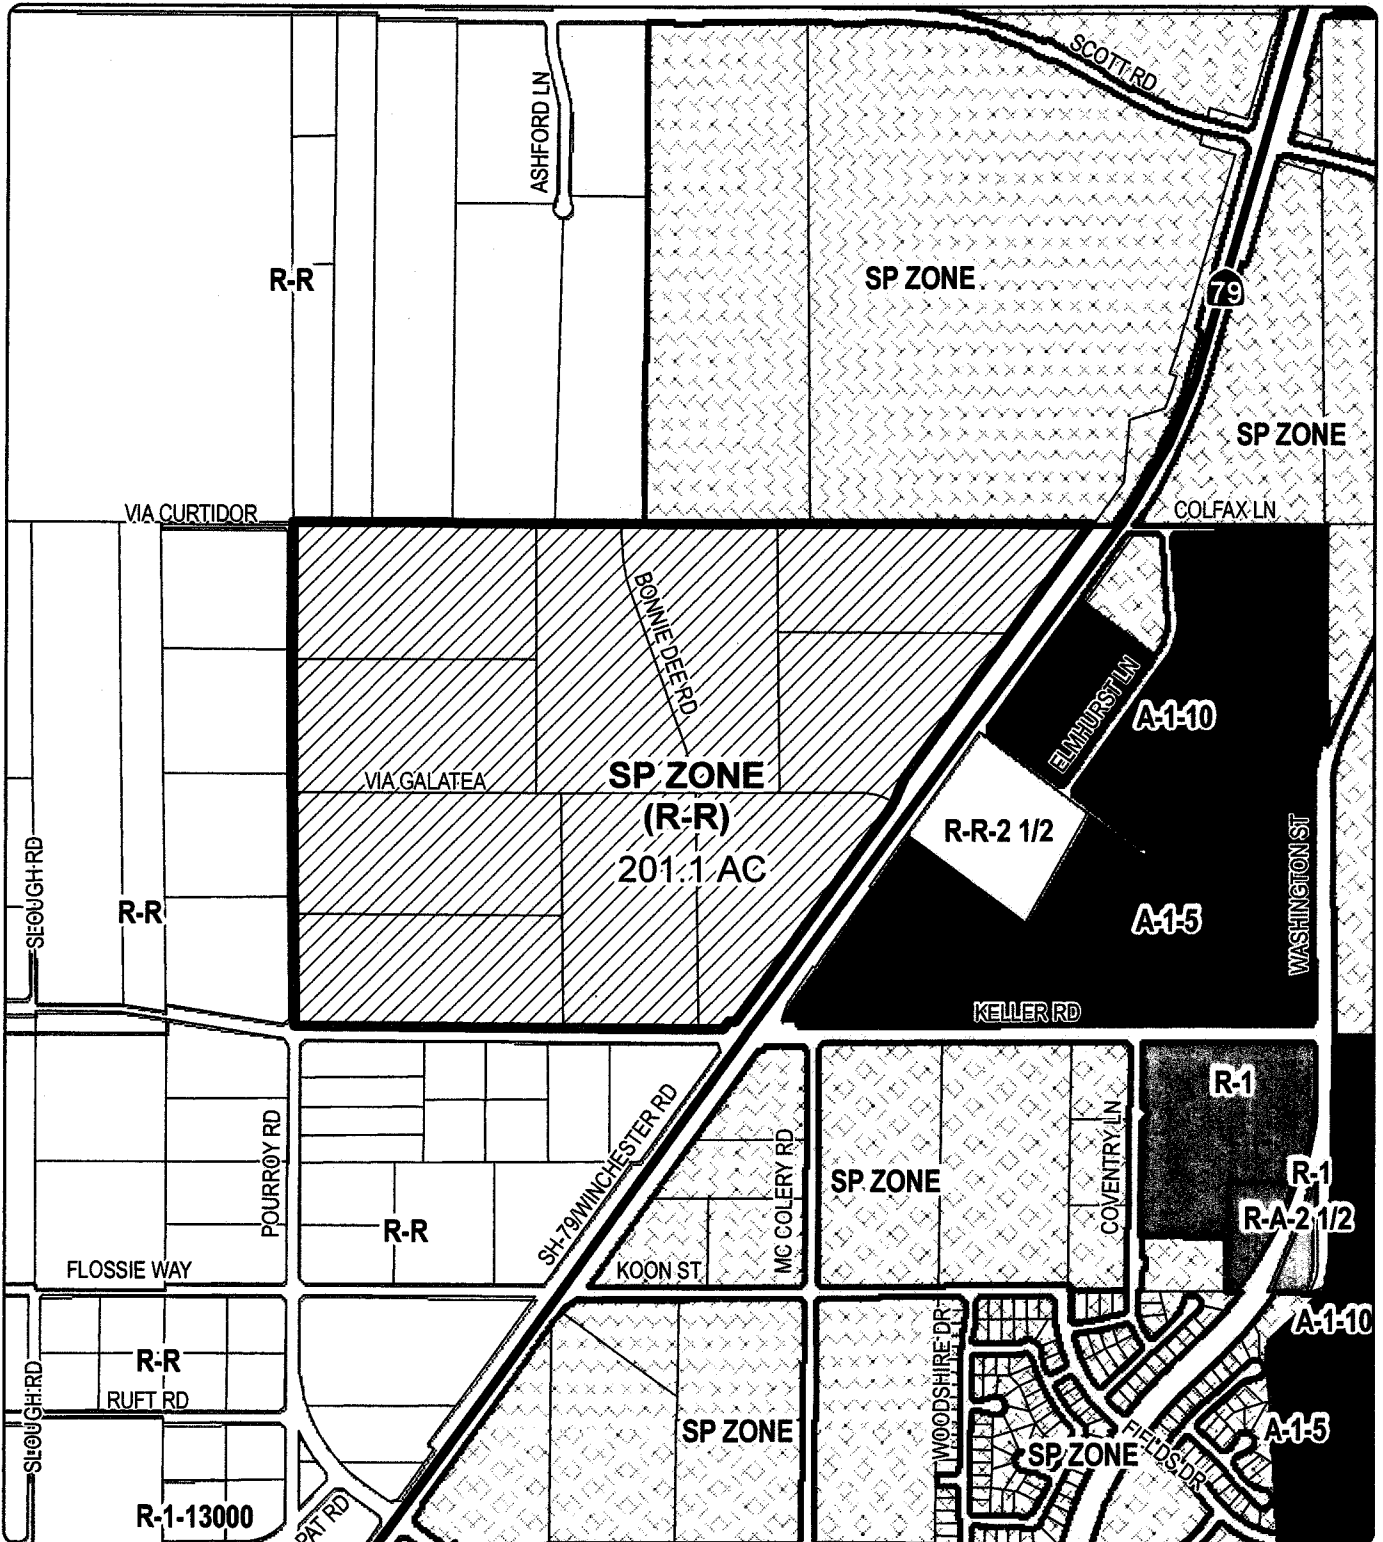 SCOTT RD
ASHFORD LN
R-R
SP ZONE
79
SP ZONE
VIA CURTIDOR
COLFAX LN
BONNIE DEE RD
ELMHURST LN
A-1-10
VIA GALATEA
SP ZONE
(R-R)
201.1 AC
R-R-2 1/2
WASHINGTON ST
SLOUGH RD
R-R
A-1-5
KELLER RD
R-1
POURROY RD
SH-79/WINCHESTER RD
MC COLERY RD
SP ZONE
COVENTRY LN
R-1
R-A-2 1/2
R-R
FLOSSIE WAY
KOON ST
A-1-10
WOODSHIRE DR
R-R
SLOUGH RD
RUFT RD
SP ZONE
SP ZONE
FIELDS DR
A-1-5
R-1-13000
PAT RD